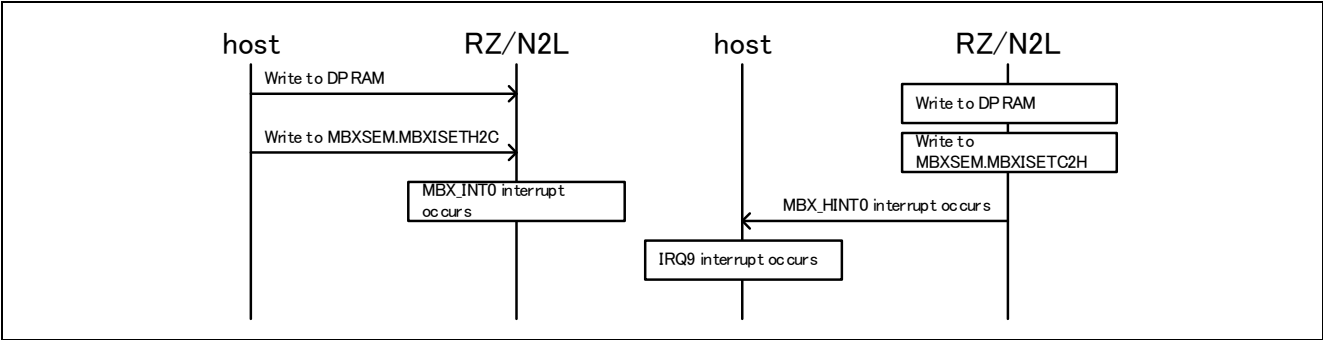 host
RZ/N2L
Write to DPRAM
Write to MBXSEM.MBXISETH2C
MBX_INT0 interrupt
occurs
host
RZ/N2L
Write to DPRAM
Write to
MBXSEM.MBXISETC2H
MBX_HINT0 interrupt occurs
IRQ9 interrupt occurs